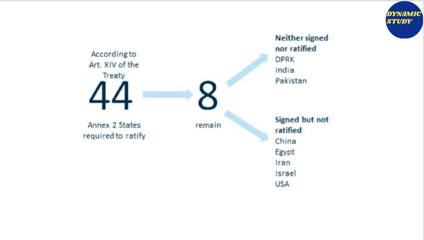 DYNAMIC
STUDY
According to
Art. XIV of the
Treaty
44
Annex 2 States
required to ratify
8
remain
Neither signed
nor ratified
DPRK
India
Pakistan
Signed but not
ratified
China
Egypt
Iran
Israel
USA